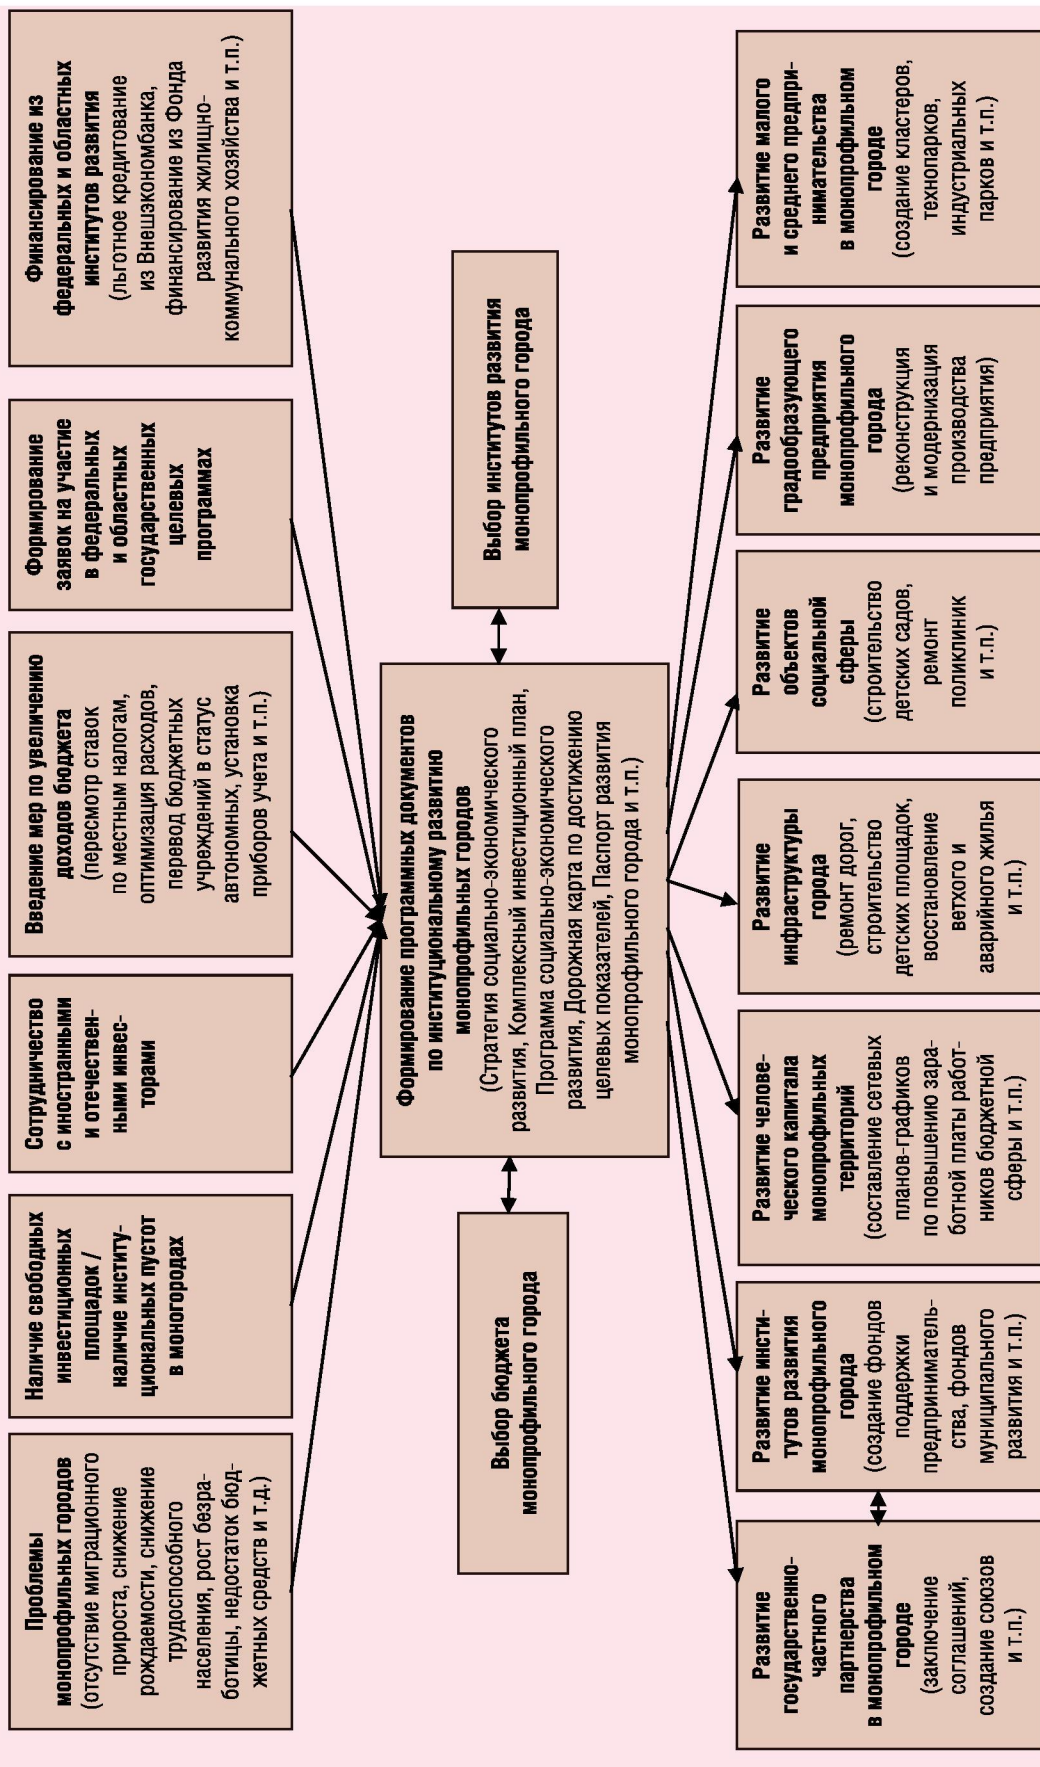 Проблемы
монопрофильных городов
(отсутствие миграционного
прироста, снижение
рождаемости, снижение
трудоспособного
населения, рост безра-
ботицы, недостаток бюд-
жетных средств и т.д.)
Наличие свободных
инвестиционных
площадок /
наличие институ-
циональных пустот
в моногородах
Сотрудничество
с иностранными
и отечествен-
ными инвес-
торами
Введение мер по увеличению
доходов бюджета
(пересмотр ставок
по местным налогам,
оптимизация расходов,
перевод бюджетных
учреждений в статус
автономных, установка
приборов учета и т.п.)
Формирование
заявок на участие
в федеральных
и областных
государственных
целевых
программах
Финансирование из
федеральных и областных
институтов развития
(льготное кредитование
из Внешэкономбанка,
финансирование из Фонда
развития жилищно-
коммунального хозяйства и т.п.)
Выбор бюджета
монопрофильного города
Формирование программных документов
по институциональному развитию
монопрофильных городов
(Стратегия социально-экономического
развития, Комплексный инвестиционный план,
Программа социально-экономического
развития, Дорожная карта по достижению
целевых показателей, Паспорт развития
монопрофильного города и т.п.)
Выбор институтов развития
монопрофильного города
Развитие
государственно-
частного
партнерства
в монопрофильном
городе
(заключение
соглашений,
создание союзов
и т.п.)
Развитие инсти-
тутов развития
монопрофильного
города
(создание фондов
поддержки
предприниматель-
ства, фондов
муниципального
развития и т.п.)
Развитие челове-
ческого капитала
монопрофильных
территорий
(составление сетевых
планов-графиков
по повышению зара-
ботной платы работ-
ников бюджетной
сферы и т.п.)
Развитие
инфраструктуры
города
(ремонт дорог,
строительство
детских площадок,
восстановление
ветхого и
аварийного жилья
и т.п.)
Развитие
объектов
социальной
сферы
(строительство
детских садов,
ремонт
поликлиник
и т.п.)
Развитие
градообразующего
предприятия
монопрофильного
города
(реконструкция
и модернизация
производства
предприятия)
Развитие малого
и среднего предпри-
нимательства
в монопрофильном
городе
(создание кластеров,
технопарков,
индустриальных
парков и т.п.)